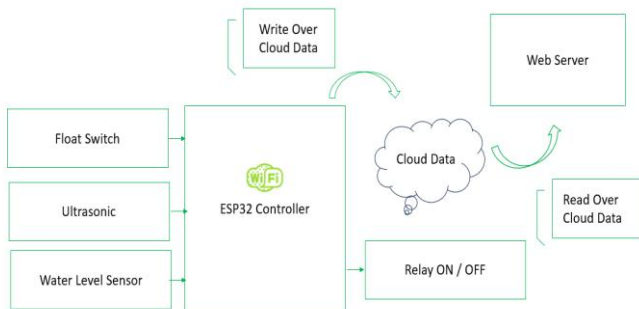 Write Over
Cloud Data
Web Server
Float Switch
WiFi
Cloud Data
Ultrasonic
ESP32 Controller
Read Over
Cloud Data
Water Level Sensor
Relay ON / OFF